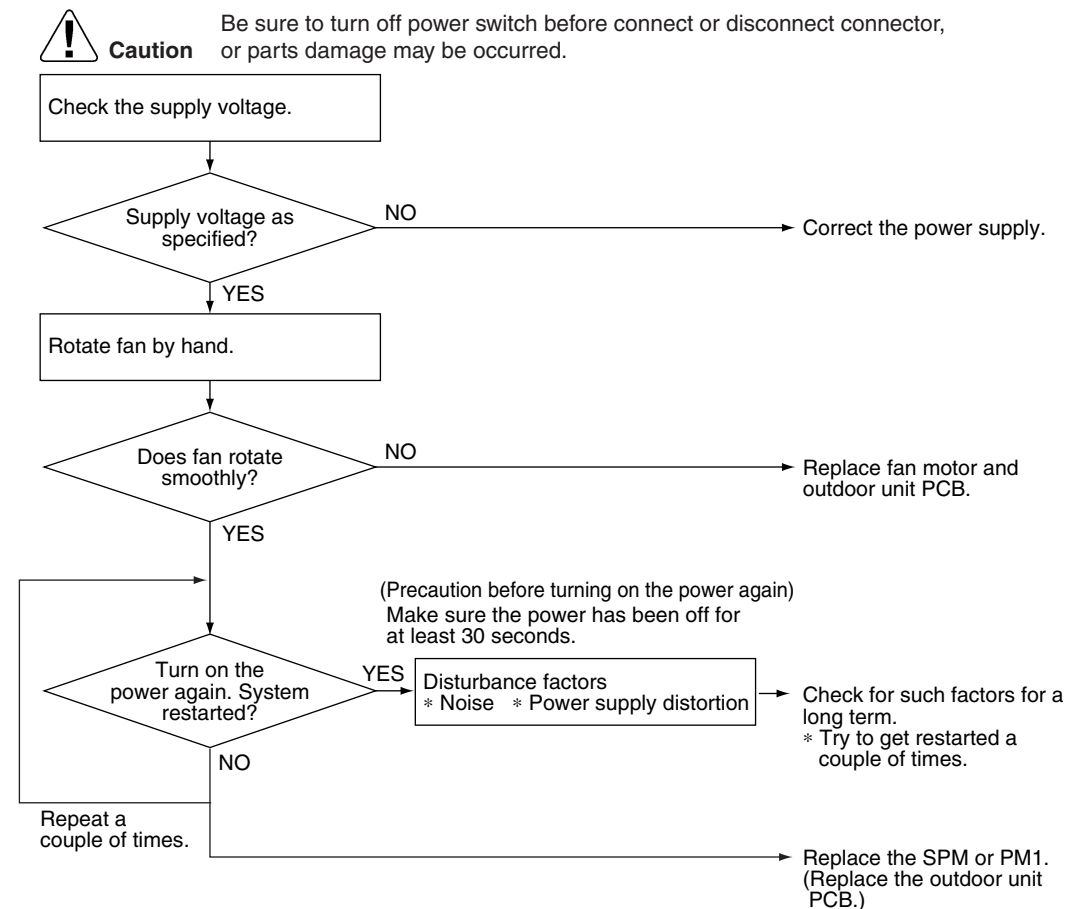 Be sure to turn off power switch before connect or disconnect connector,
Caution or parts damage may be occurred.
Check the supply voltage.
Supply voltage as
specified?
NO
Correct the power supply.
YES
Rotate fan by hand.
Does fan rotate
smoothly?
NO
Replace fan motor and
outdoor unit PCB.
YES
(Precaution before turning on the power again)
Make sure the power has been off for
at least 30 seconds.
Turn on the
power again. System
restarted?
YES
Disturbance factors
* Noise * Power supply distortion
Check for such factors for a
long term.
* Try to get restarted a
couple of times.
NO
Repeat a
couple of times.
Replace the SPM or PM1.
(Replace the outdoor unit
PCB.)